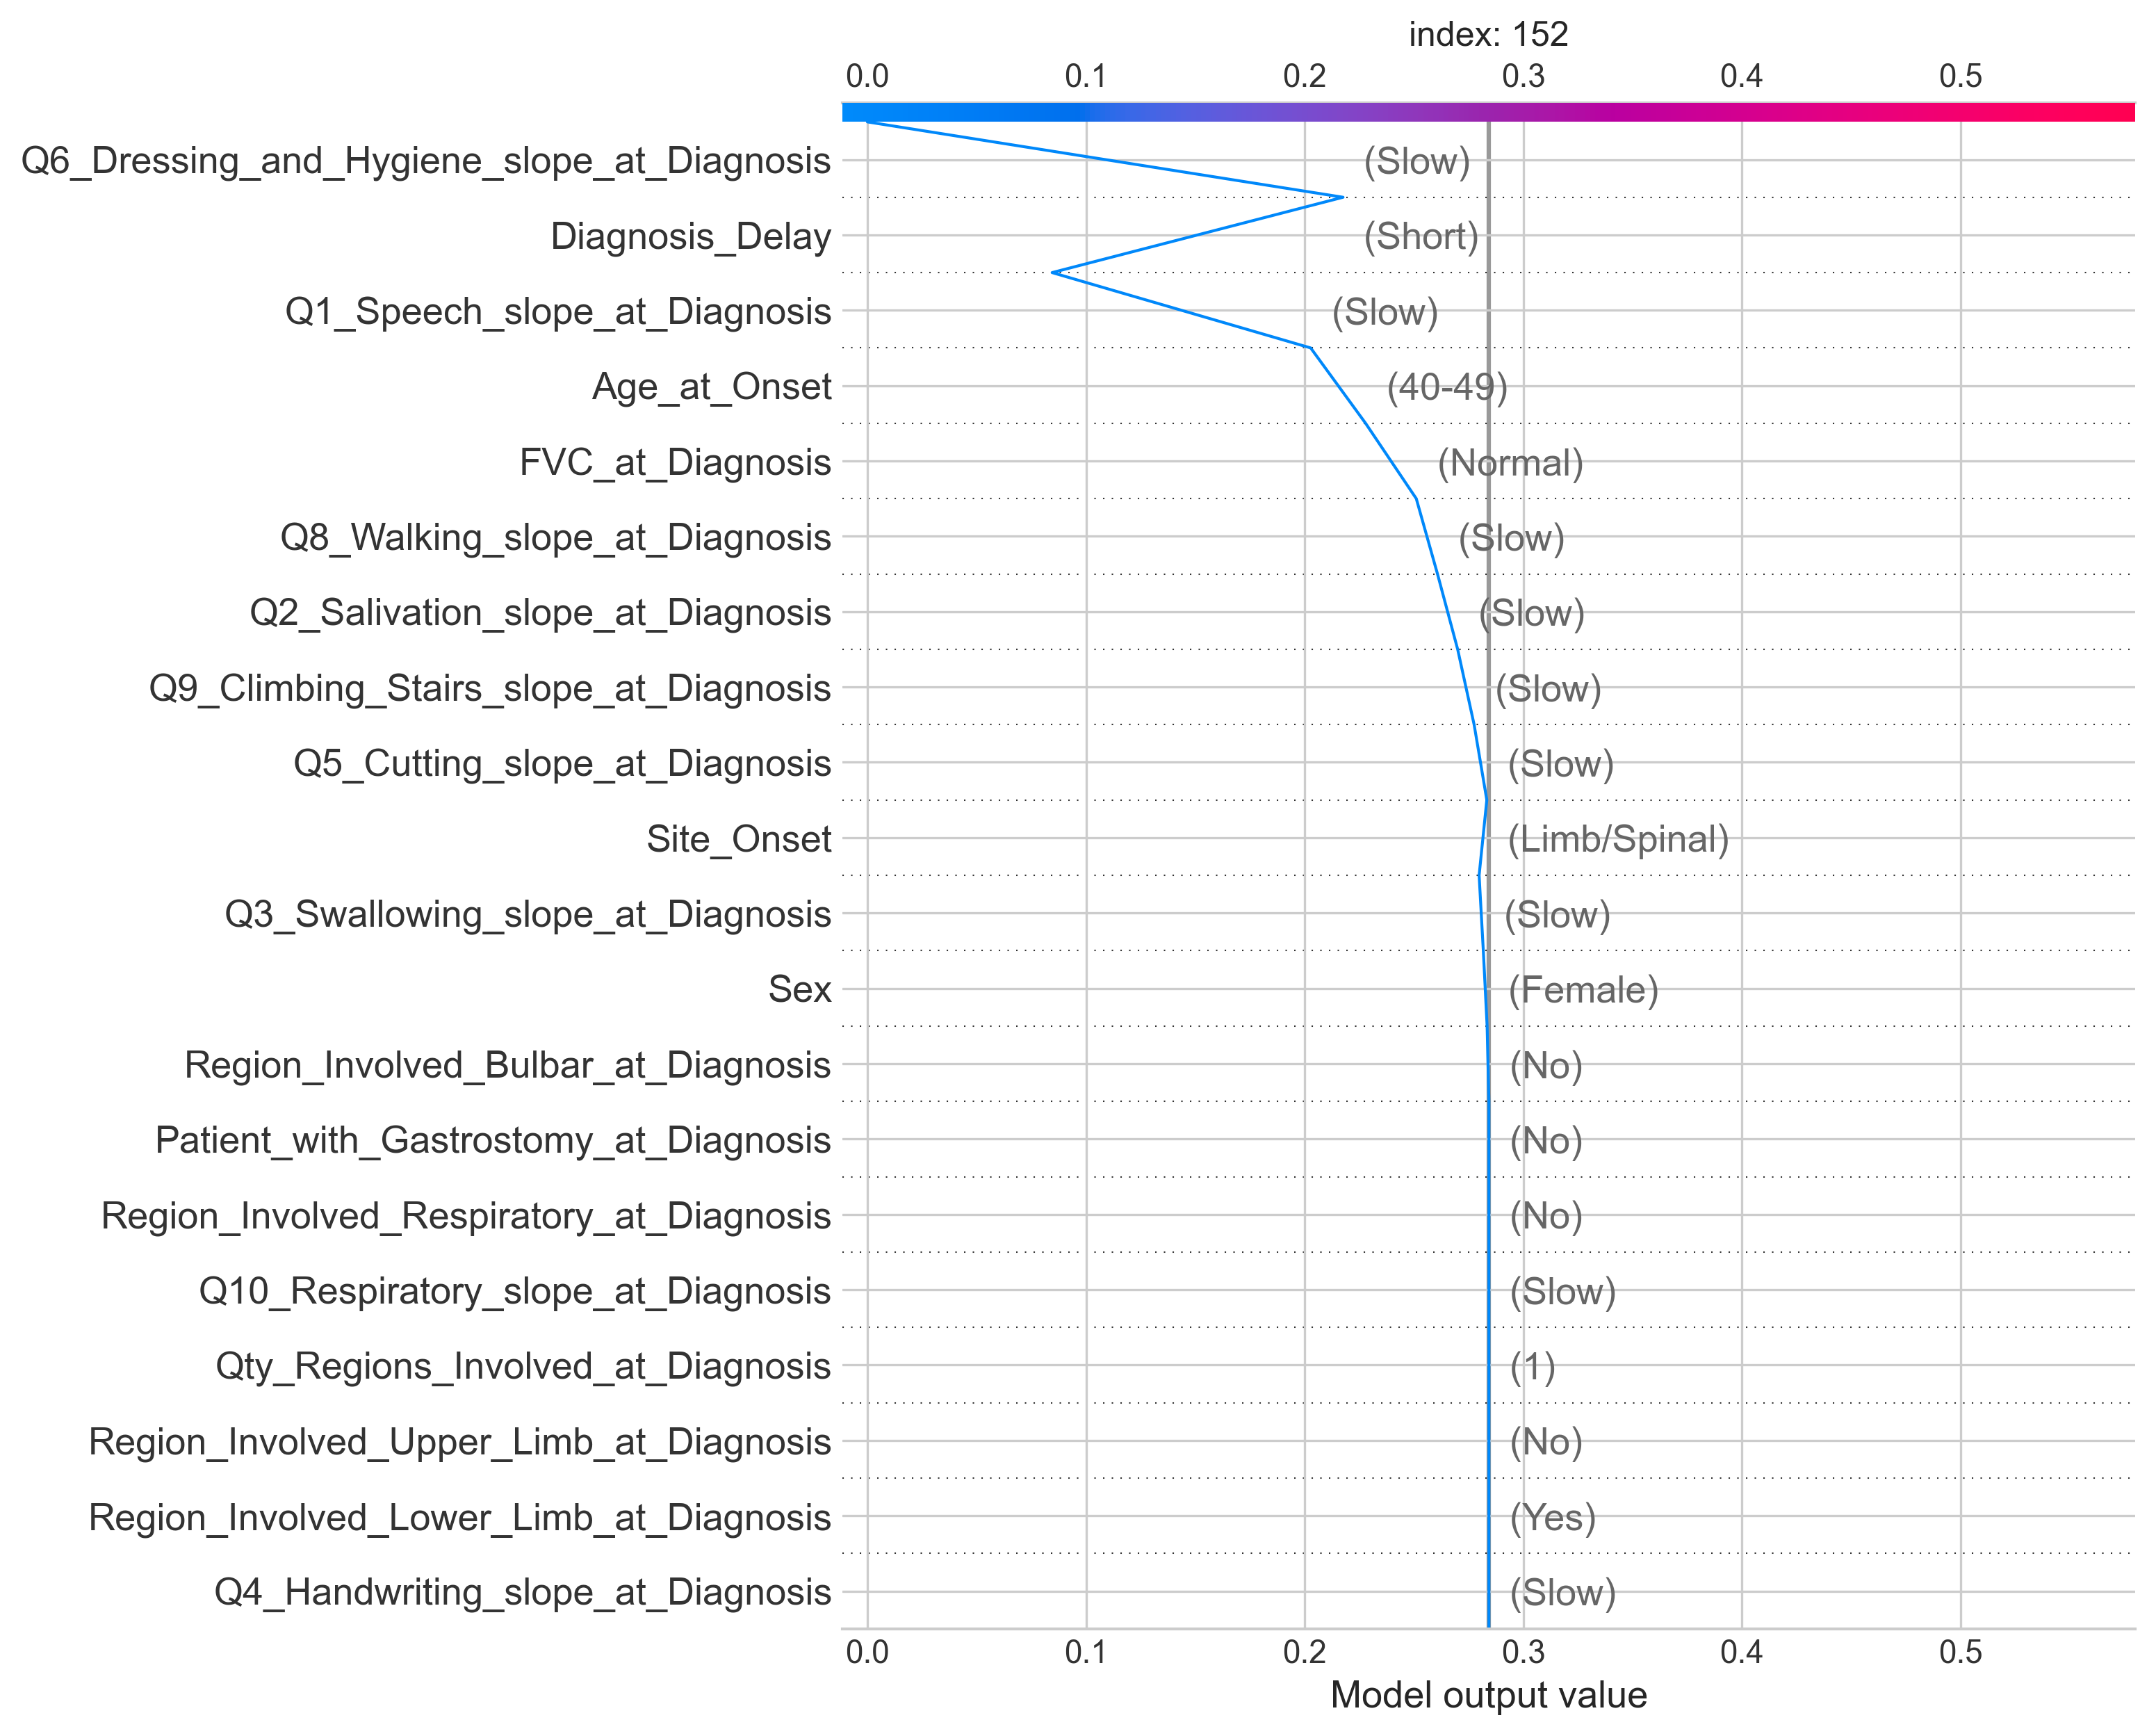 index: 152
0.0 0.1 0.2 0.3 0.4 0.5
Q6_Dressing_and_Hygiene_slope_at_Diagnosis (Slow)
Diagnosis_Delay (Short)
Q1_Speech_slope_at_Diagnosis (Slow)
Age_at_Onset (40-49)
FVC_at_Diagnosis (Normal)
Q8_Walking_slope_at_Diagnosis (Slow)
Q2_Salivation_slope_at_Diagnosis (Slow)
Q9_Climbing_Stairs_slope_at_Diagnosis (Slow)
Q5_Cutting_slope_at_Diagnosis (Slow)
Site_Onset (Limb/Spinal)
Q3_Swallowing_slope_at_Diagnosis (Slow)
Sex (Female)
Region_Involved_Bulbar_at_Diagnosis (No)
Patient_with_Gastrostomy_at_Diagnosis (No)
Region_Involved_Respiratory_at_Diagnosis (No)
Q10_Respiratory_slope_at_Diagnosis (Slow)
Qty_Regions_Involved_at_Diagnosis (1)
Region_Involved_Upper_Limb_at_Diagnosis (No)
Region_Involved_Lower_Limb_at_Diagnosis (Yes)
Q4_Handwriting_slope_at_Diagnosis (Slow)
0.0 0.1 0.2 0.3 0.4 0.5
Model output value